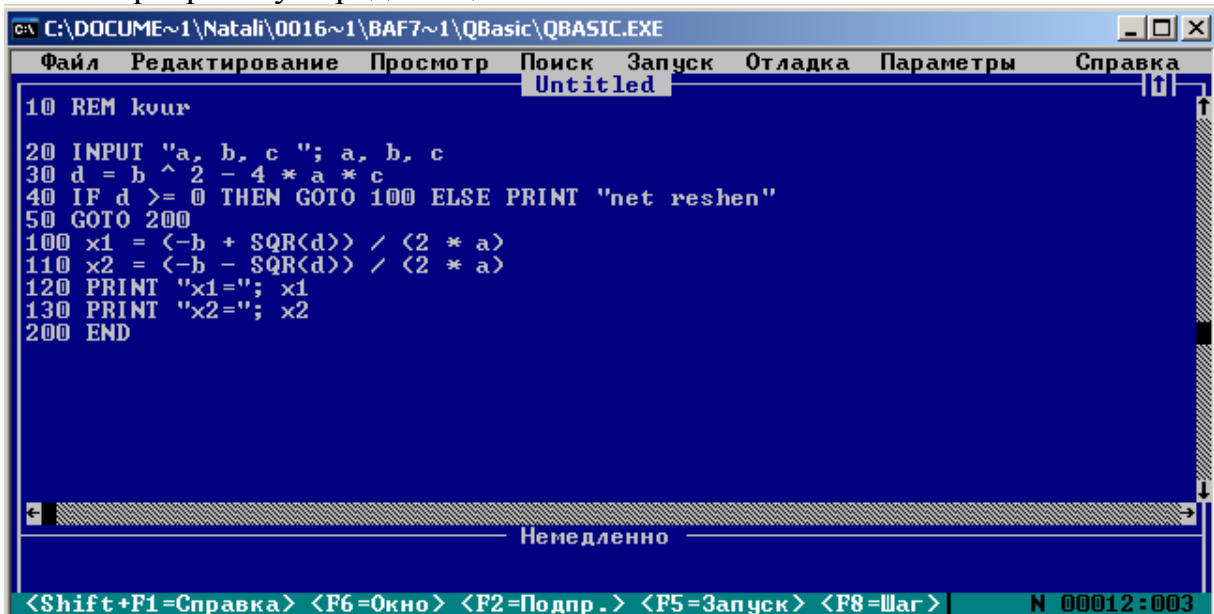 C:\DOCUME~1\Natali\0016~1\BAF7~1\QBasic\QBASIC.EXE
Файл Редактирование Просмотр Поиск Запуск Отладка Параметры Справка
Untitled
10 REM kvur
20 INPUT "a, b, c "; a, b, c
30 d = b ^ 2 - 4 * a * c
40 IF d >= 0 THEN GOTO 100 ELSE PRINT "net reshen"
50 GOTO 200
100 x1 = (-b + SQR(d)) / (2 * a)
110 x2 = (-b - SQR(d)) / (2 * a)
120 PRINT "x1="; x1
130 PRINT "x2="; x2
200 END
Немедленно
<Shift+F1=Справка> <F6=Окно> <F2=Подпр.> <F5=Запуск> <F8=Шаг> N 00012:003